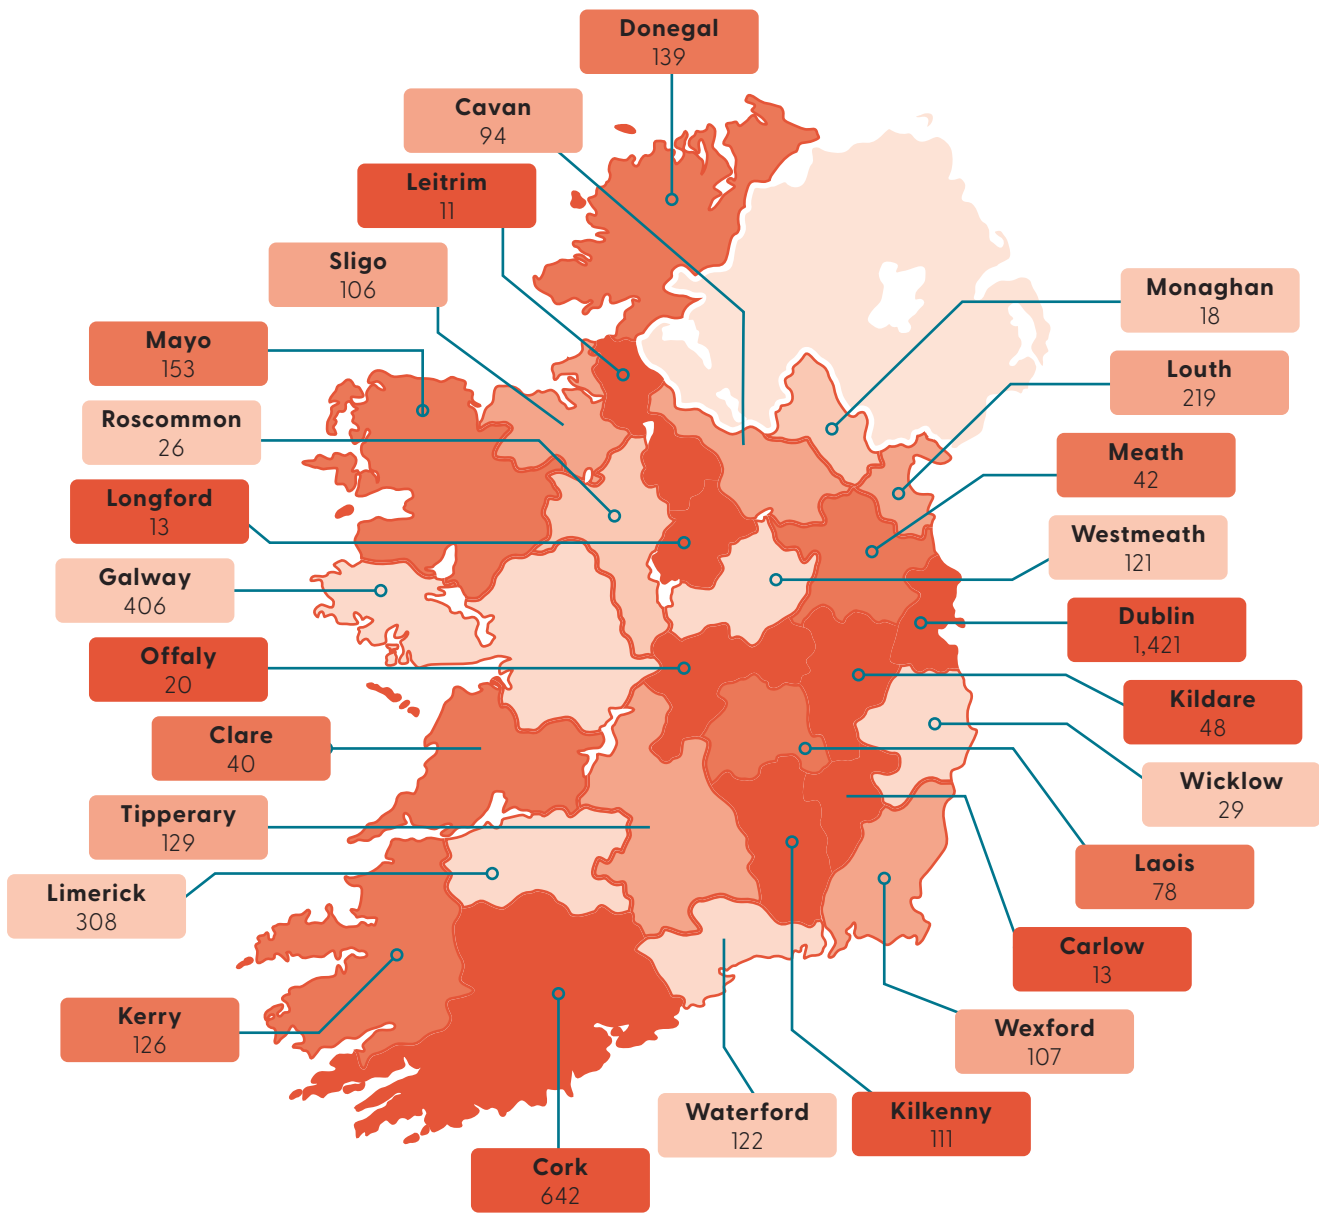 Donegal
139
Cavan
94
Leitrim
11
Sligo
106
Mayo
153
Roscommon
26
Longford
13
Galway
406
Offaly
20
Clare
40
Tipperary
129
Limerick
308
Kerry
126
Cork
642
Monaghan
18
Louth
219
Meath
42
Westmeath
121
Dublin
1,421
Kildare
48
Wicklow
29
Laois
78
Carlow
13
Wexford
107
Kilkenny
111
Waterford
122